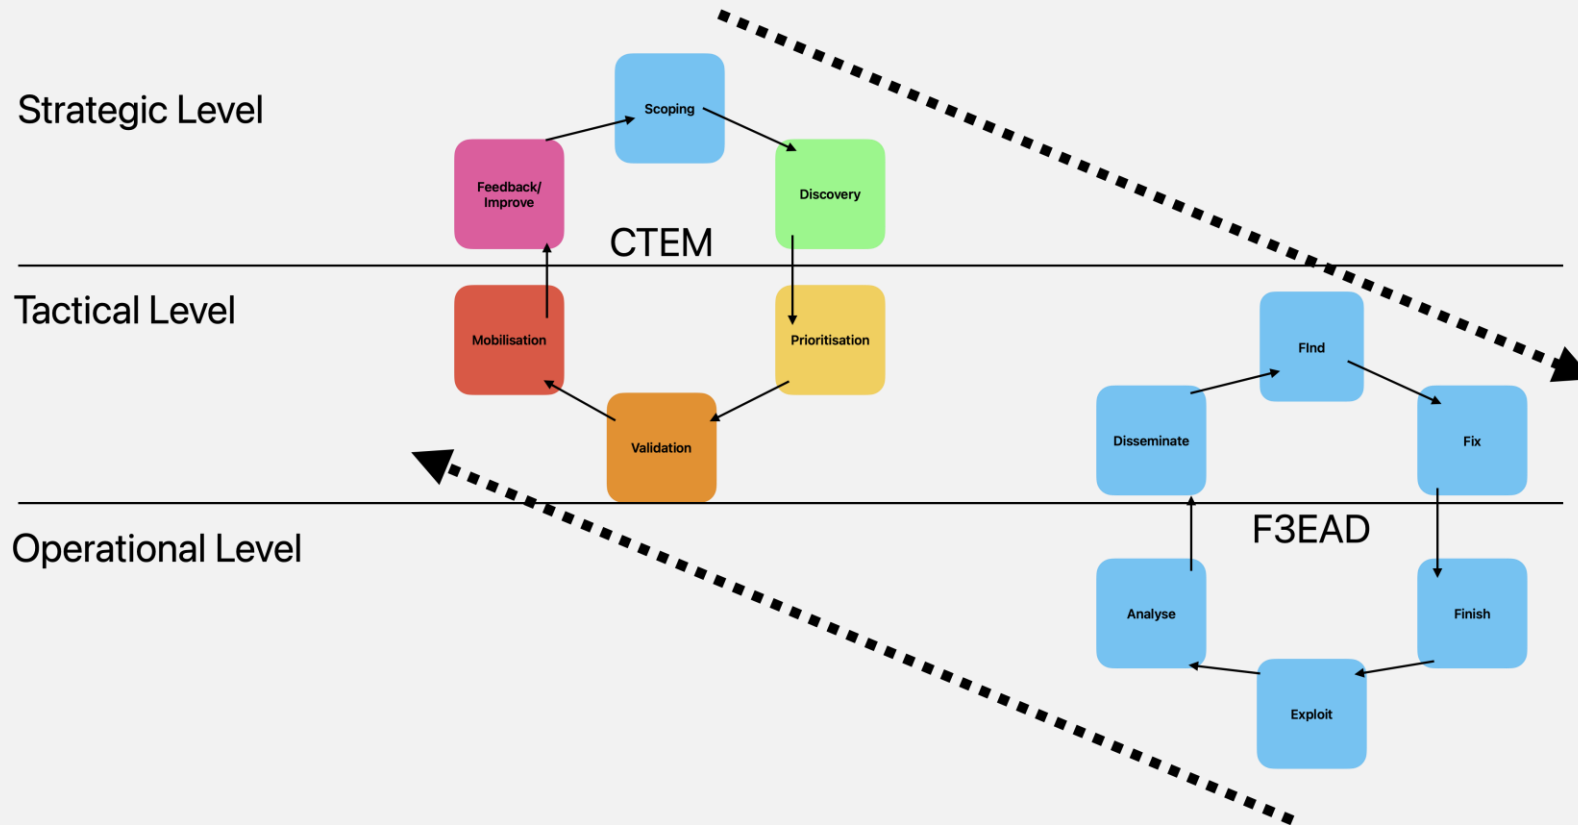 Strategic Level
Scoping
Feedback/
Improve
Discovery
CTEM
Tactical Level
Mobilisation
Prioritisation
Validation
FInd
Disseminate
Fix
Operational Level
F3EAD
Analyse
Finish
Exploit